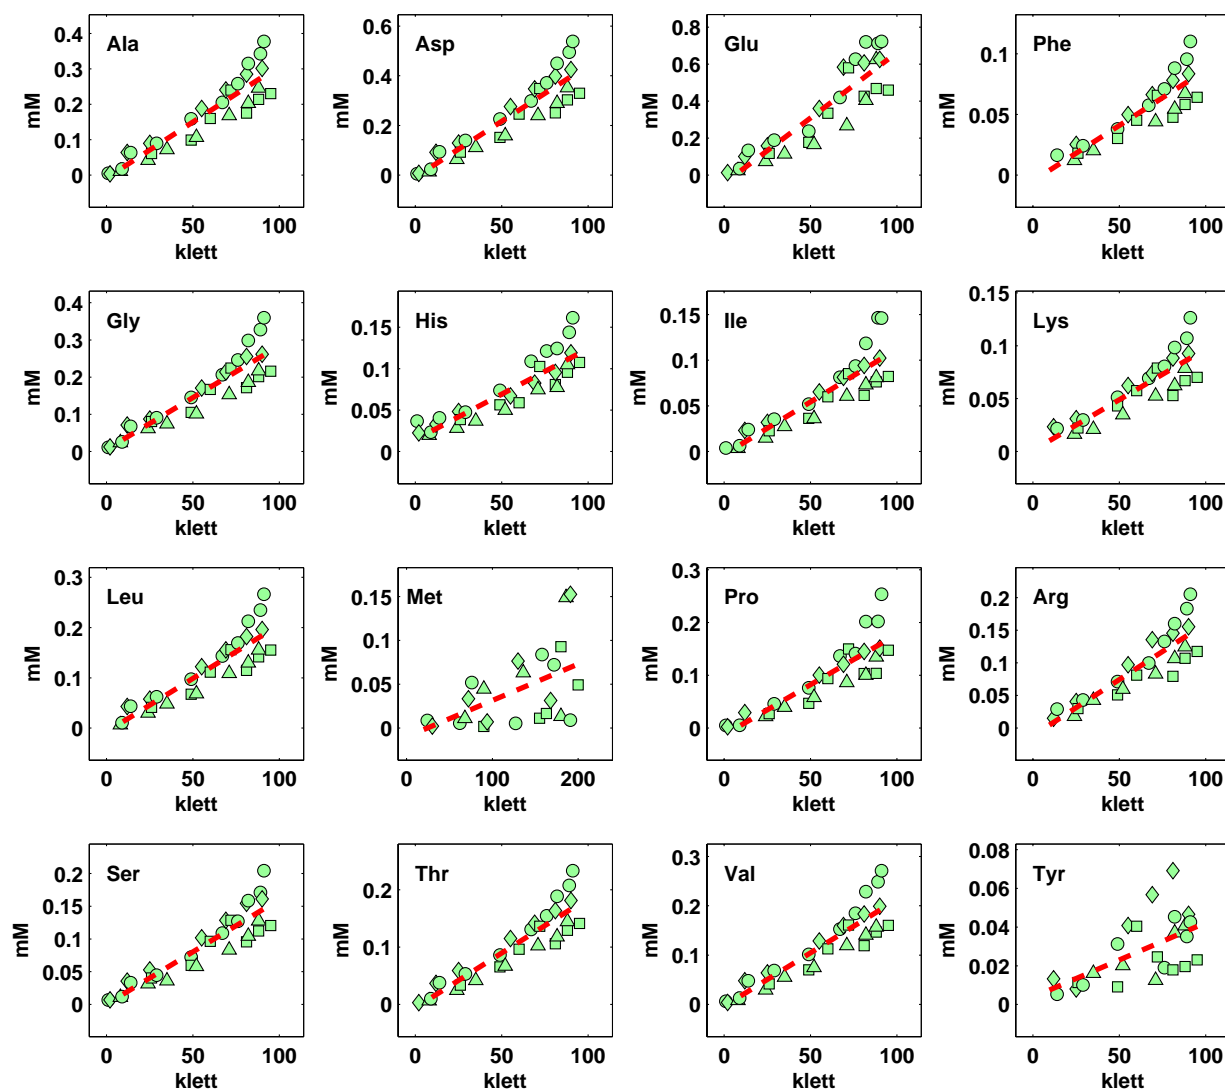 Ala
mM
0.4
0.3
0.2
0.1
0
0 50 100
klett
Asp
mM
0.6
0.4
0.2
0
0 50 100
klett
Glu
mM
0.8
0.6
0.4
0.2
0
0 50 100
klett
Phe
mM
0.1
0.05
0
0 50 100
klett
Gly
mM
0.4
0.3
0.2
0.1
0
0 50 100
klett
His
mM
0.15
0.1
0.05
0
0 50 100
klett
Ile
mM
0.15
0.1
0.05
0
0 50 100
klett
Lys
mM
0.15
0.1
0.05
0
0 50 100
klett
Leu
mM
0.3
0.2
0.1
0
0 50 100
klett
Met
mM
0.15
0.1
0.05
0
0 100 200
klett
Pro
mM
0.3
0.2
0.1
0
0 50 100
klett
Arg
mM
0.2
0.15
0.1
0.05
0
0 50 100
klett
Ser
mM
0.2
0.15
0.1
0.05
0
0 50 100
klett
Thr
mM
0.2
0.1
0
0 50 100
klett
Val
mM
0.3
0.2
0.1
0
0 50 100
klett
Tyr
mM
0.08
0.06
0.04
0.02
0
0 50 100
klett